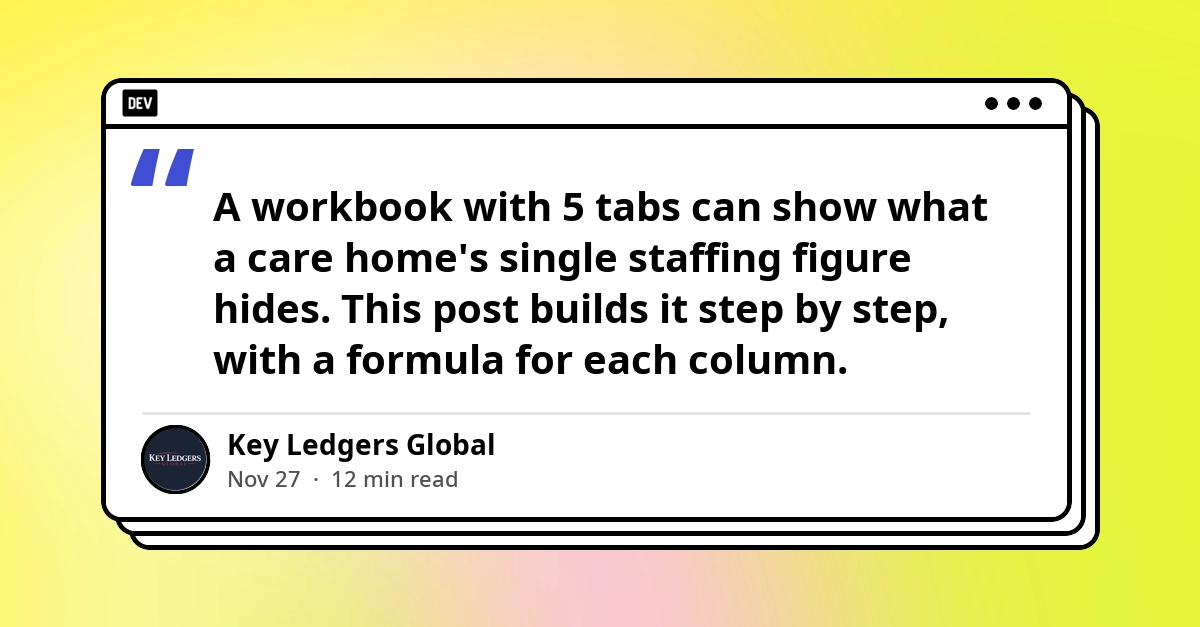 DEV
“
A workbook with 5 tabs can show what
a care home's single staffing figure
hides. This post builds it step by step,
with a formula for each column.
KEY LEDGERS
GLOBAL
Key Ledgers Global
Nov 27 · 12 min read